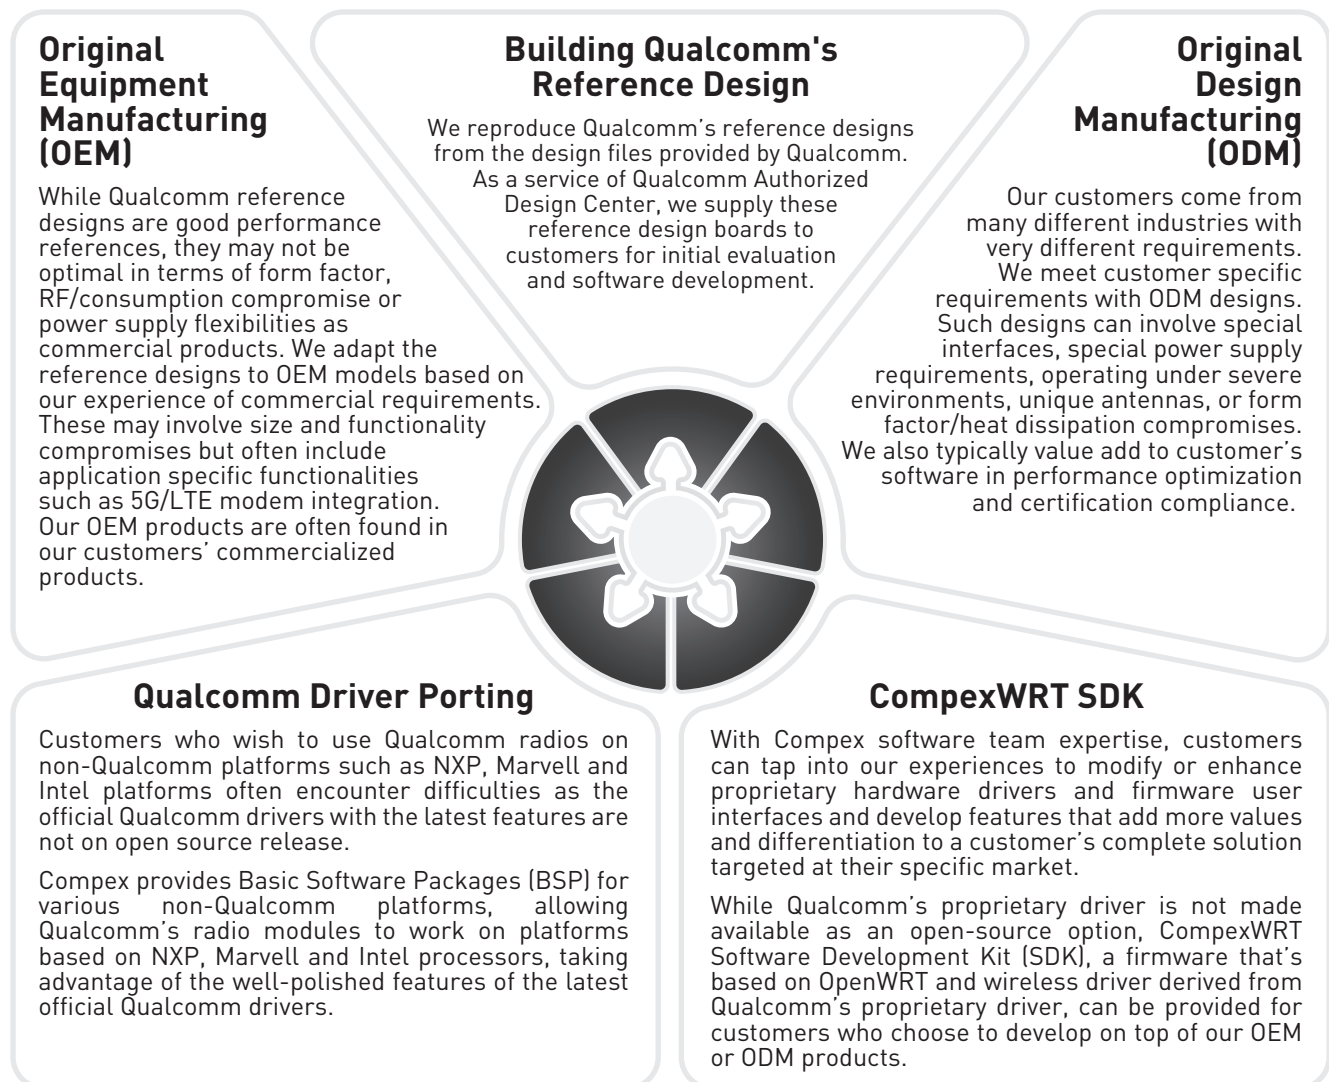 Original
Equipment
Manufacturing
(OEM)
While Qualcomm reference
designs are good performance
references, they may not be
optimal in terms of form factor,
RF/consumption compromise or
power supply flexibilities as
commercial products. We adapt the
reference designs to OEM models based on
our experience of commercial requirements.
These may involve size and functionality
compromises but often include
application specific functionalities
such as 5G/LTE modem integration.
Our OEM products are often found in
our customers’ commercialized
products.
Building Qualcomm's
Reference Design
We reproduce Qualcomm’s reference designs
from the design files provided by Qualcomm.
As a service of Qualcomm Authorized
Design Center, we supply these
reference design boards to
customers for initial evaluation
and software development.
Original
Design
Manufacturing
(ODM)
Our customers come from
many different industries with
very different requirements.
We meet customer specific
requirements with ODM designs.
Such designs can involve special
interfaces, special power supply
requirements, operating under severe
environments, unique antennas, or form
factor/heat dissipation compromises.
We also typically value add to customer’s
software in performance optimization
and certification compliance.
Qualcomm Driver Porting
Customers who wish to use Qualcomm radios on
non-Qualcomm platforms such as NXP, Marvell and
Intel platforms often encounter difficulties as the
official Qualcomm drivers with the latest features are
not on open source release.
Compex provides Basic Software Packages (BSP) for
various non-Qualcomm platforms, allowing
Qualcomm’s radio modules to work on platforms
based on NXP, Marvell and Intel processors, taking
advantage of the well-polished features of the latest
official Qualcomm drivers.
CompexWRT SDK
With Compex software team expertise, customers
can tap into our experiences to modify or enhance
proprietary hardware drivers and firmware user
interfaces and develop features that add more values
and differentiation to a customer’s complete solution
targeted at their specific market.
While Qualcomm’s proprietary driver is not made
available as an open-source option, CompexWRT
Software Development Kit (SDK), a firmware that’s
based on OpenWRT and wireless driver derived from
Qualcomm’s proprietary driver, can be provided for
customers who choose to develop on top of our OEM
or ODM products.